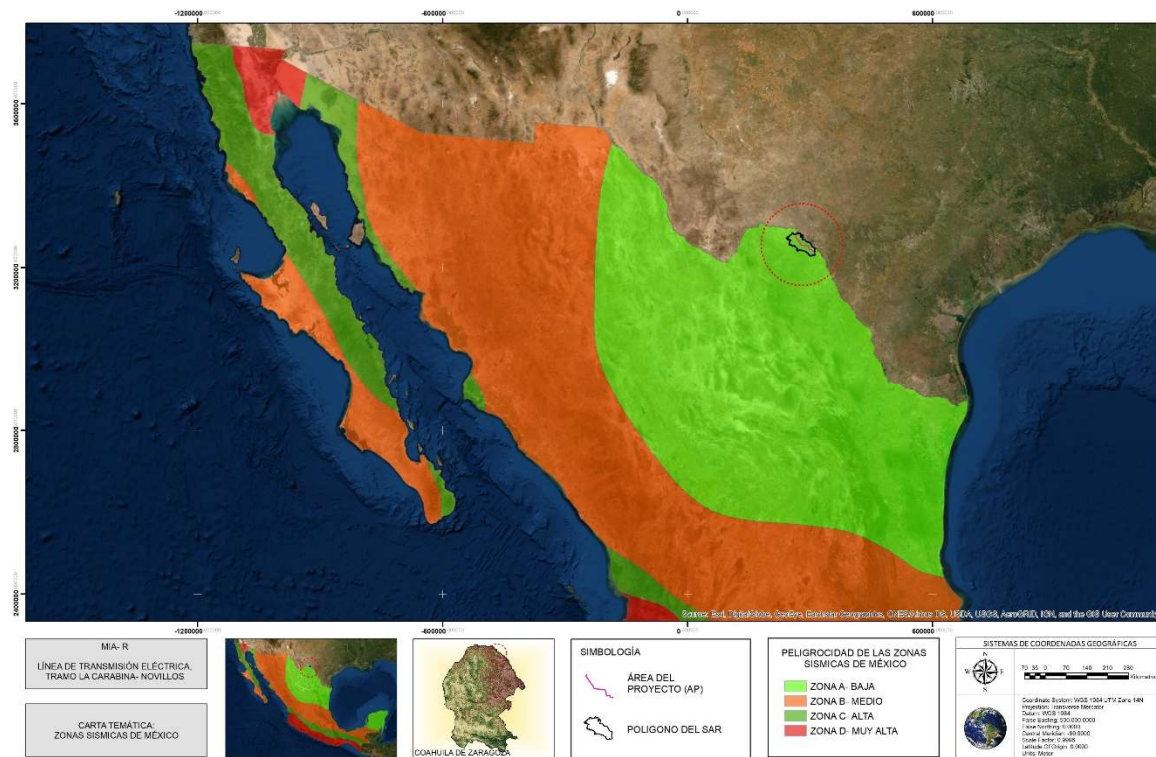 -1200000
-600000
0
600000
3600000
3200000
2800000
2400000
Source: Esri, DigitalGlobe, GeoEye, Earthstar Geographics, CNES/Airbus DS, USDA, USGS, AeroGRID, IGN, and the GIS User Community
-1200000
-600000
0
600000
MIA- R
LÍNEA DE TRANSMISIÓN ELÉCTRICA,
TRAMO LA CARABINA- NOVILLOS
CARTA TEMÁTICA:
ZONAS SISMICAS DE MÉXICO
COAHUILA DE ZARAGOZA
SIMBOLOGÍA
ÁREA DEL
PROYECTO (AP)
POLIGONO DEL SAR
PELIGROCIDAD DE LAS ZONAS
SISMICAS DE MÉXICO
ZONA A- BAJA
ZONA B- MEDIO
ZONA C- ALTA
ZONA D- MUY ALTA
SISTEMAS DE COORDENADAS GEOGRÁFICAS
N
W
E
S
70 35 0 70 140 210 280
Kilometers
Coordinate System: WGS 1984 UTM Zone 14N
Projection: Transverse Mercator
Datum: WGS 1984
False Easting: 500,000.0000
False Northing: 0.0000
Central Meridian: -99.0000
Scale Factor: 0.9996
Latitude Of Origin: 0.0000
Units: Meter